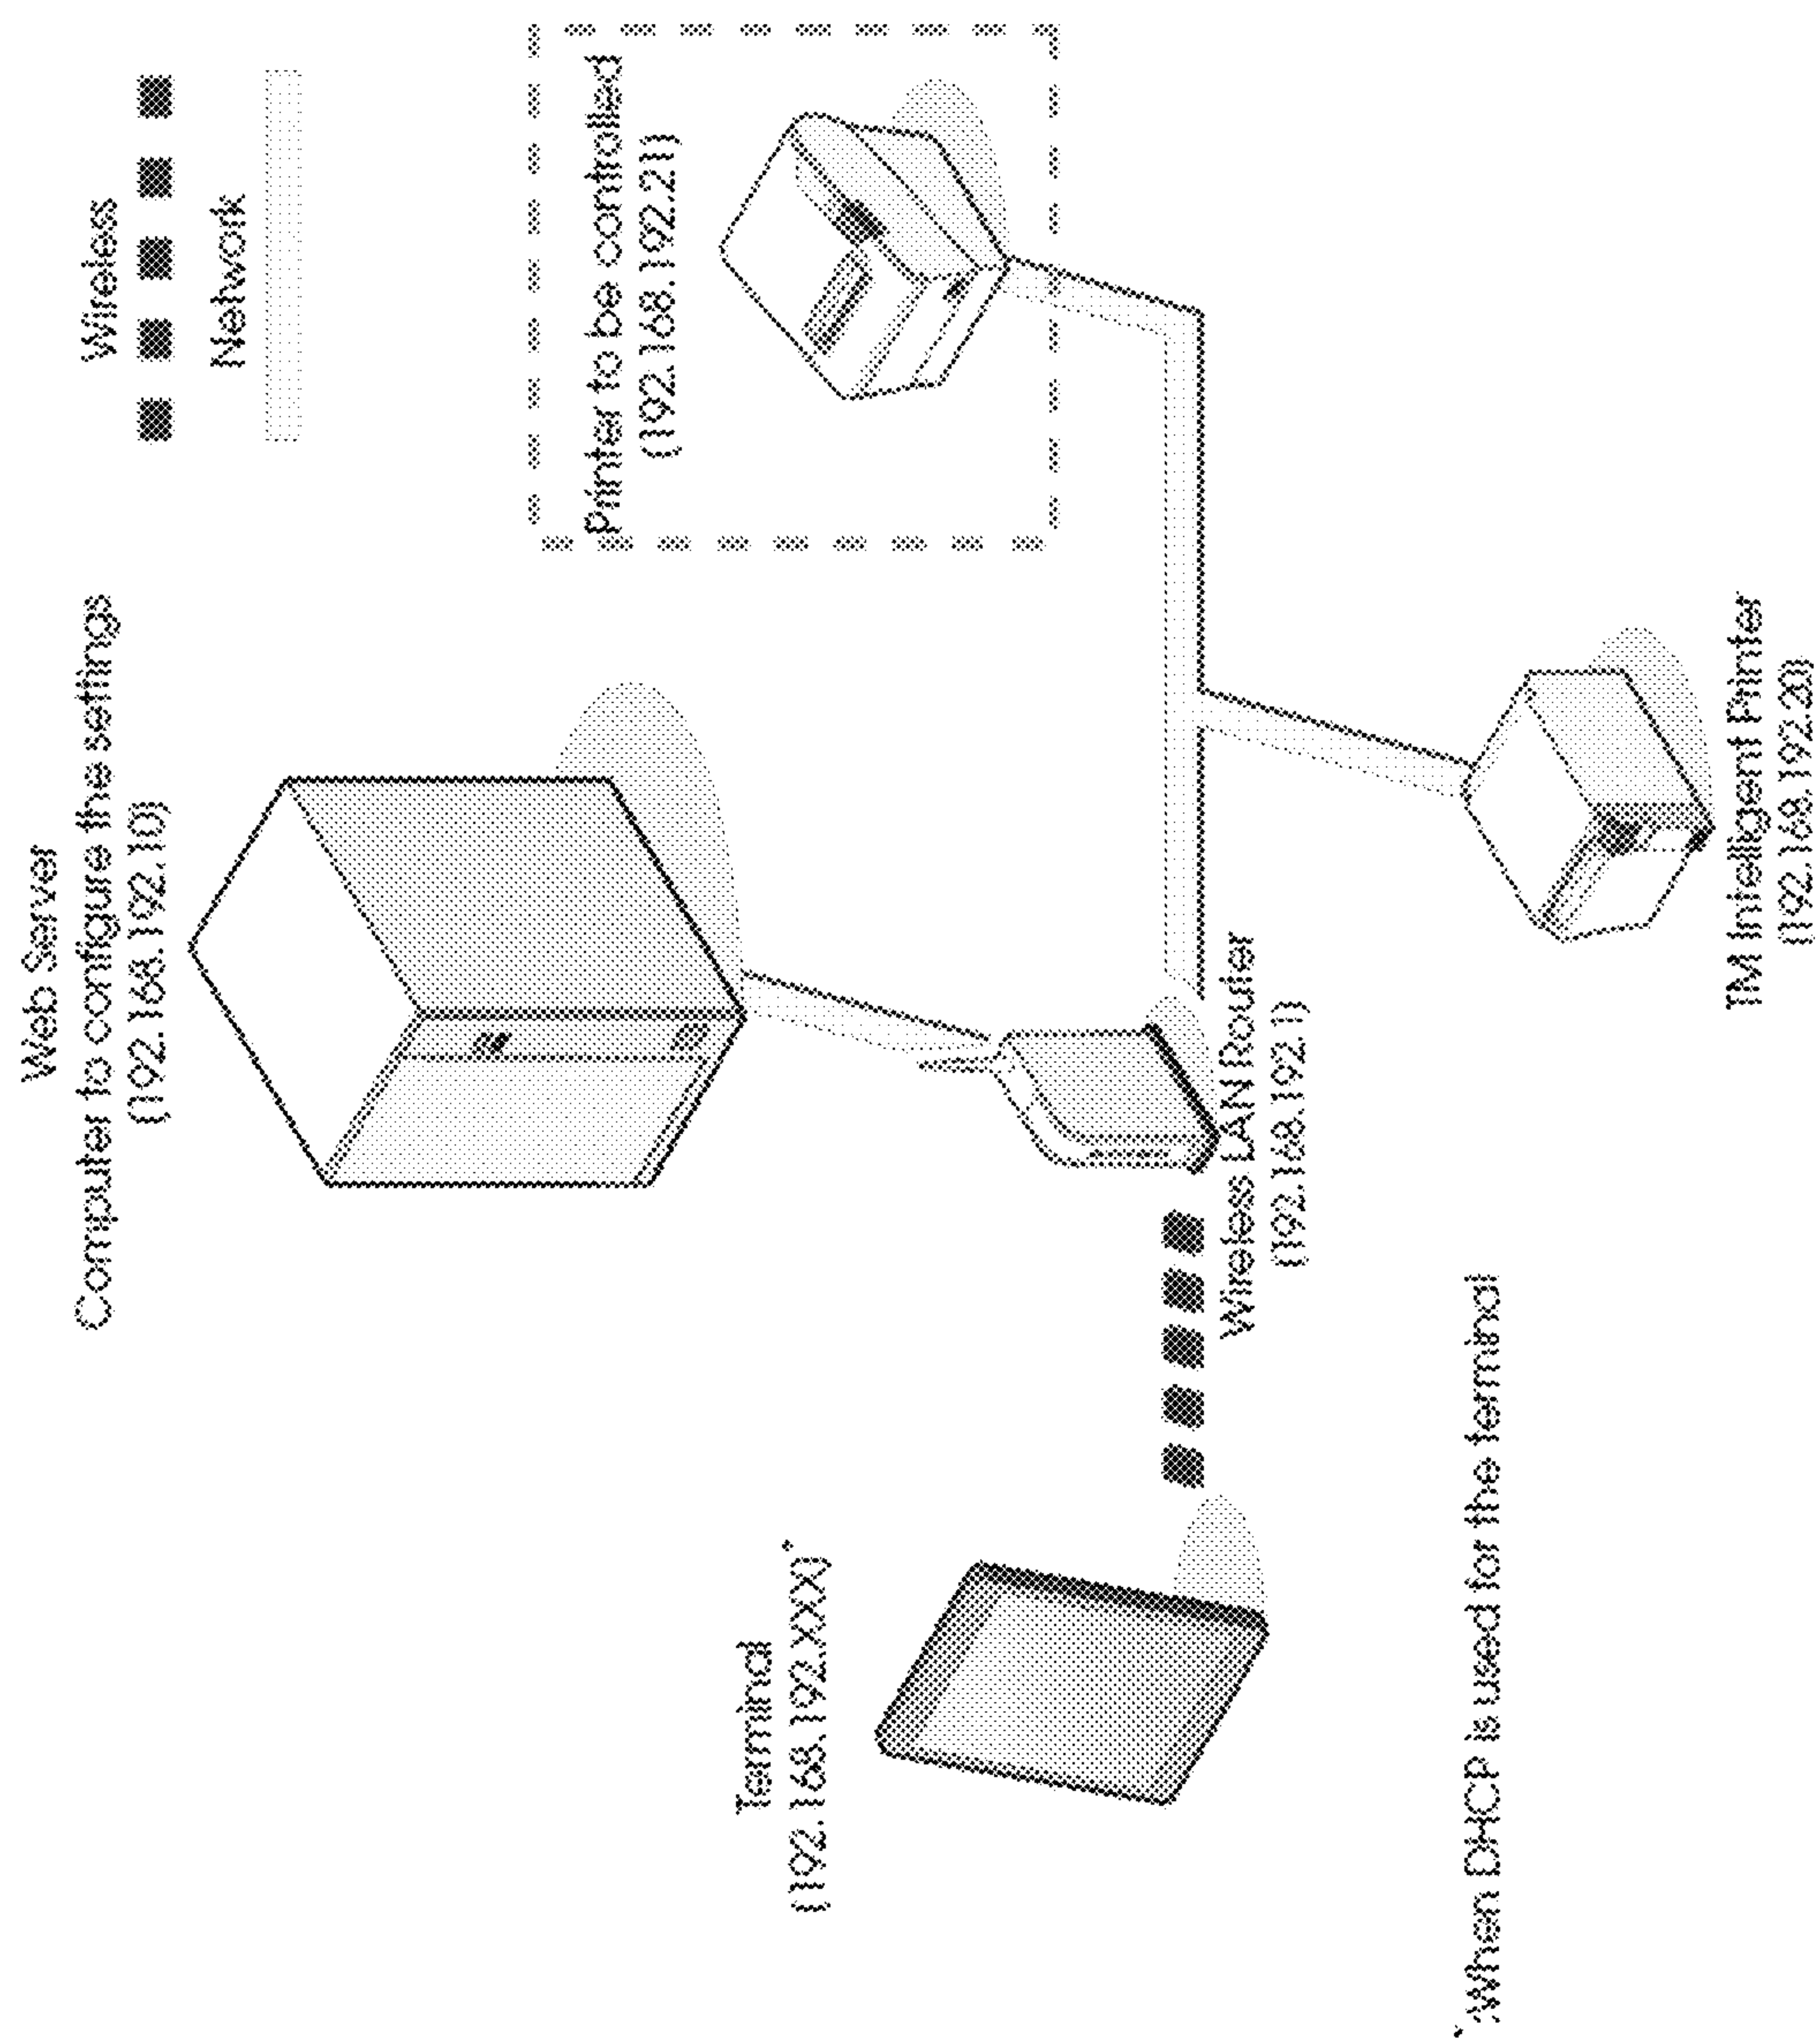 Web Server
Computer to configure the settings
(192.168.192.10)
Wireless
Network
Terminal
(192.168.192.XXX)*
Printer to be controlled
(192.168.192.21)
Wireless LAN Router
(192.168.192.1)
*When DHCP is used for the terminal
TM Intelligent Printer
(192.168.192.20)